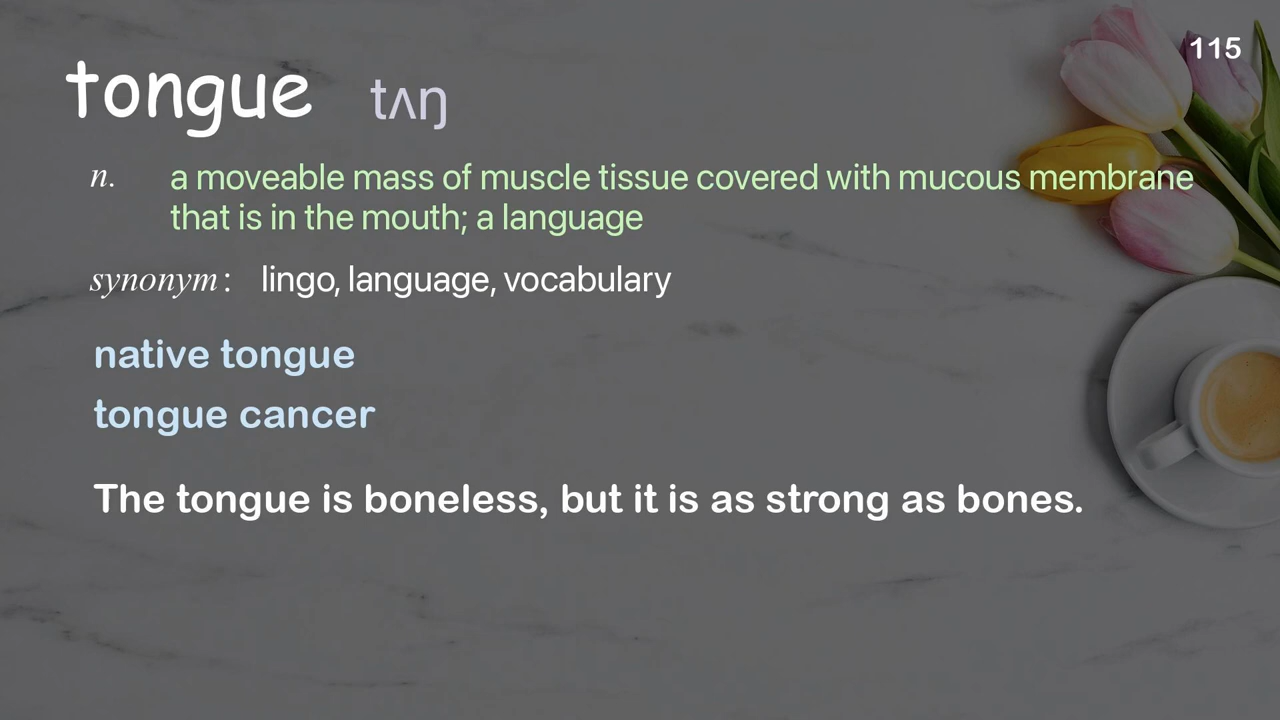 115
tongue tʌŋ
n. a moveable mass of muscle tissue covered with mucous membrane
that is in the mouth; a language
synonym: lingo, language, vocabulary
native tongue
tongue cancer
The tongue is boneless, but it is as strong as bones.